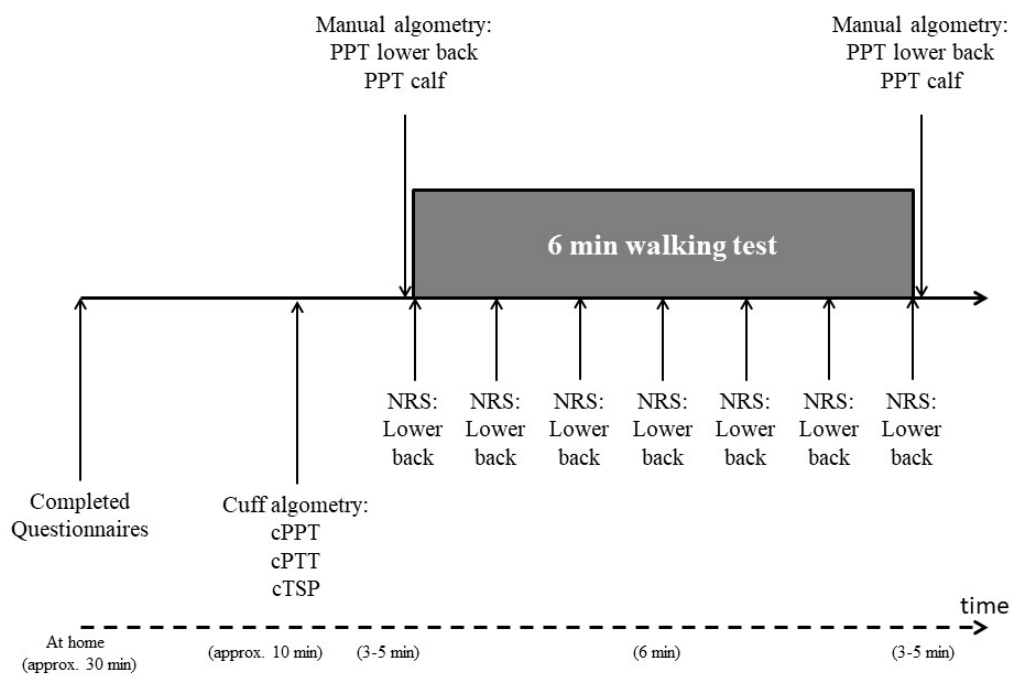 Manual algometry:
PPT lower back
PPT calf
Manual algometry:
PPT lower back
PPT calf
6 min walking test
NRS:
Lower
back
NRS:
Lower
back
NRS:
Lower
back
NRS:
Lower
back
NRS:
Lower
back
NRS:
Lower
back
NRS:
Lower
back
Completed
Questionnaires
Cuff algometry:
cPPT
cPTT
cTSP
time
At home
(approx. 30 min)
(approx. 10 min)
(3-5 min)
(6 min)
(3-5 min)